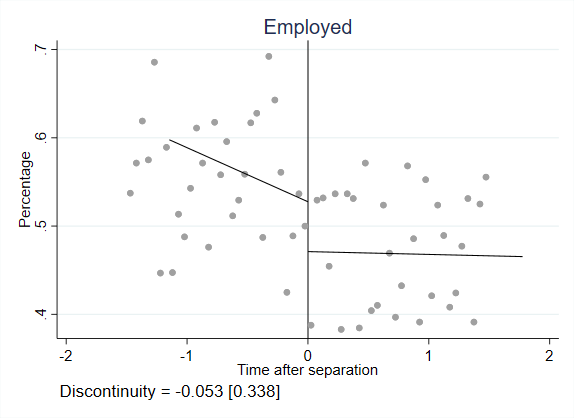 Employed
Percentage
.7
.6
.5
.4
-2 -1 0 1 2
Time after separation
Discontinuity = -0.053 [0.338]